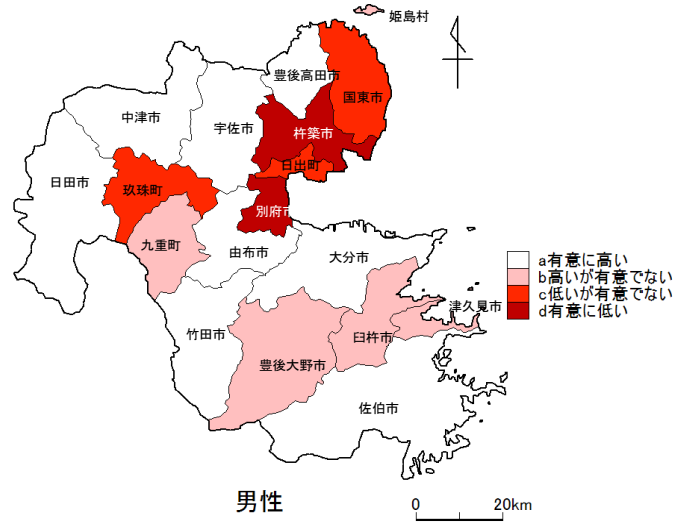 姫島村
豊後高田市
国東市
中津市
宇佐市
杵築市
日出町
日田市
玖珠町
別府市
九重町
由布市
大分市
a有意に高い
b高いが有意でない
c低いが有意でない
d有意に低い
津久見市
竹田市
臼杵市
豊後大野市
佐伯市
男性
0 20km